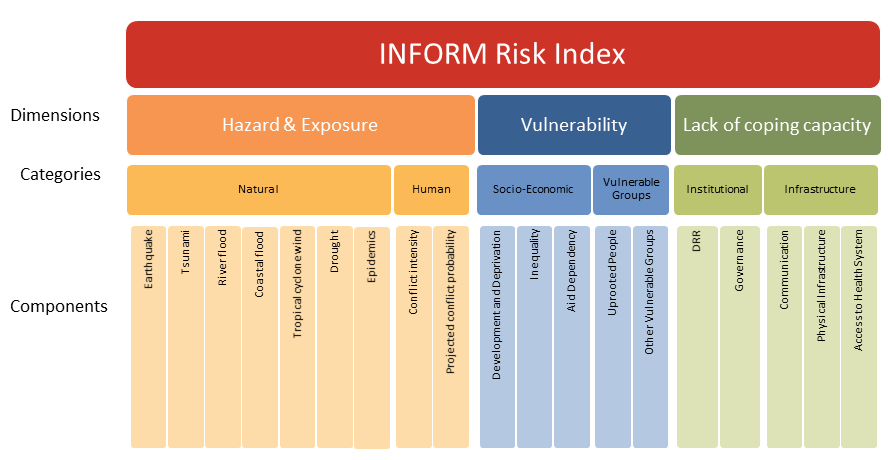 INFORM Risk Index
Dimensions
Hazard & Exposure
Vulnerability
Lack of coping capacity
Categories
Natural
Human
Socio-Economic
Vulnerable
Groups
Institutional
Infrastructure
Components
Earthquake
Tsunami
River flood
Coastal flood
Tropical cyclone wind
Drought
Epidemics
Conflict intensity
Projected conflict probability
Development and Deprivation
Inequality
Aid Dependency
Uprooted People
Other Vulnerable Groups
DRR
Governance
Communication
Physical Infrastructure
Access to Health System